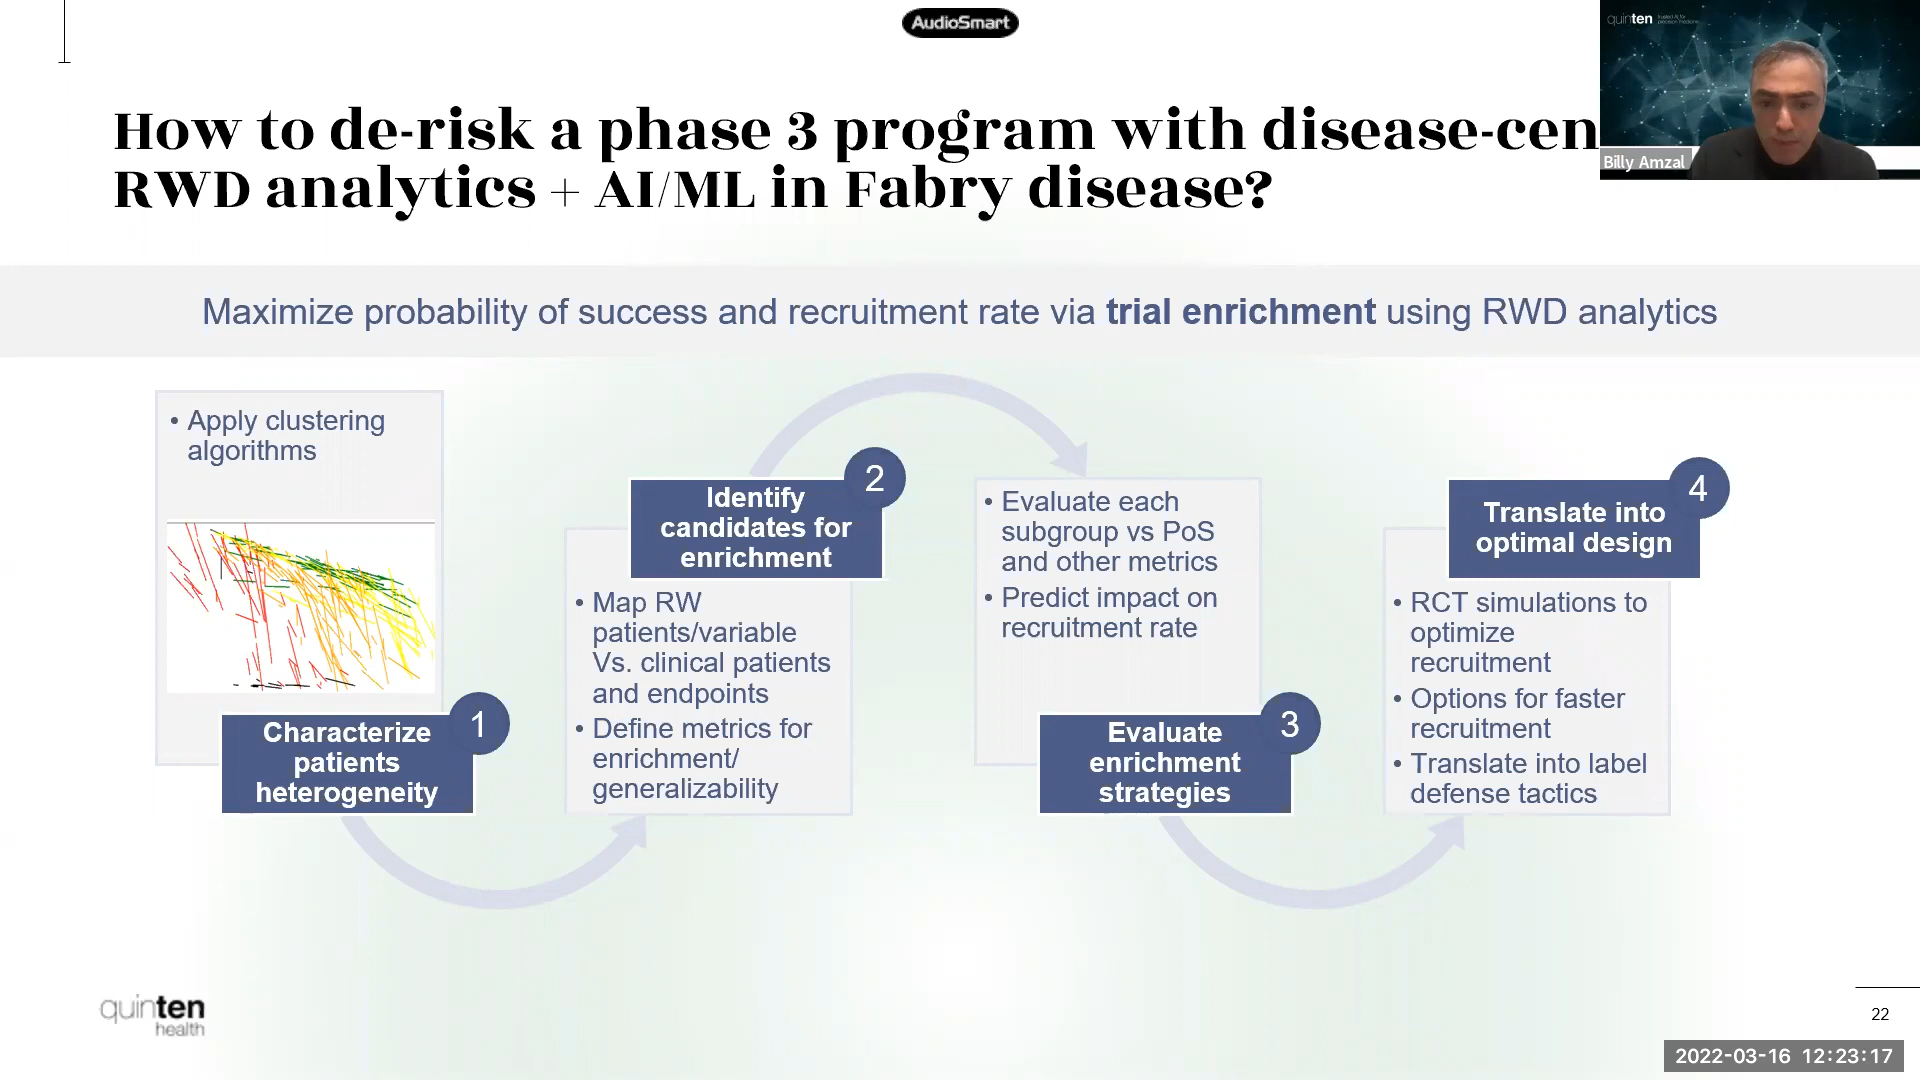 AudioSmart
quinten
Billy Amzal
How to de-risk a phase 3 program with disease-cen
RWD analytics + AI/ML in Fabry disease?
Maximize probability of success and recruitment rate via trial enrichment using RWD analytics
• Apply clustering
algorithms
1
Characterize
patients
heterogeneity
2
Identify
candidates for
enrichment
• Map RW
patients/variable
Vs. clinical patients
and endpoints
• Define metrics for
enrichment/
generalizability
• Evaluate each
subgroup vs PoS
and other metrics
• Predict impact on
recruitment rate
3
Evaluate
enrichment
strategies
4
Translate into
optimal design
• RCT simulations to
optimize
recruitment
• Options for faster
recruitment
• Translate into label
defense tactics
quinten
health
22
2022-03-16 12:23:17